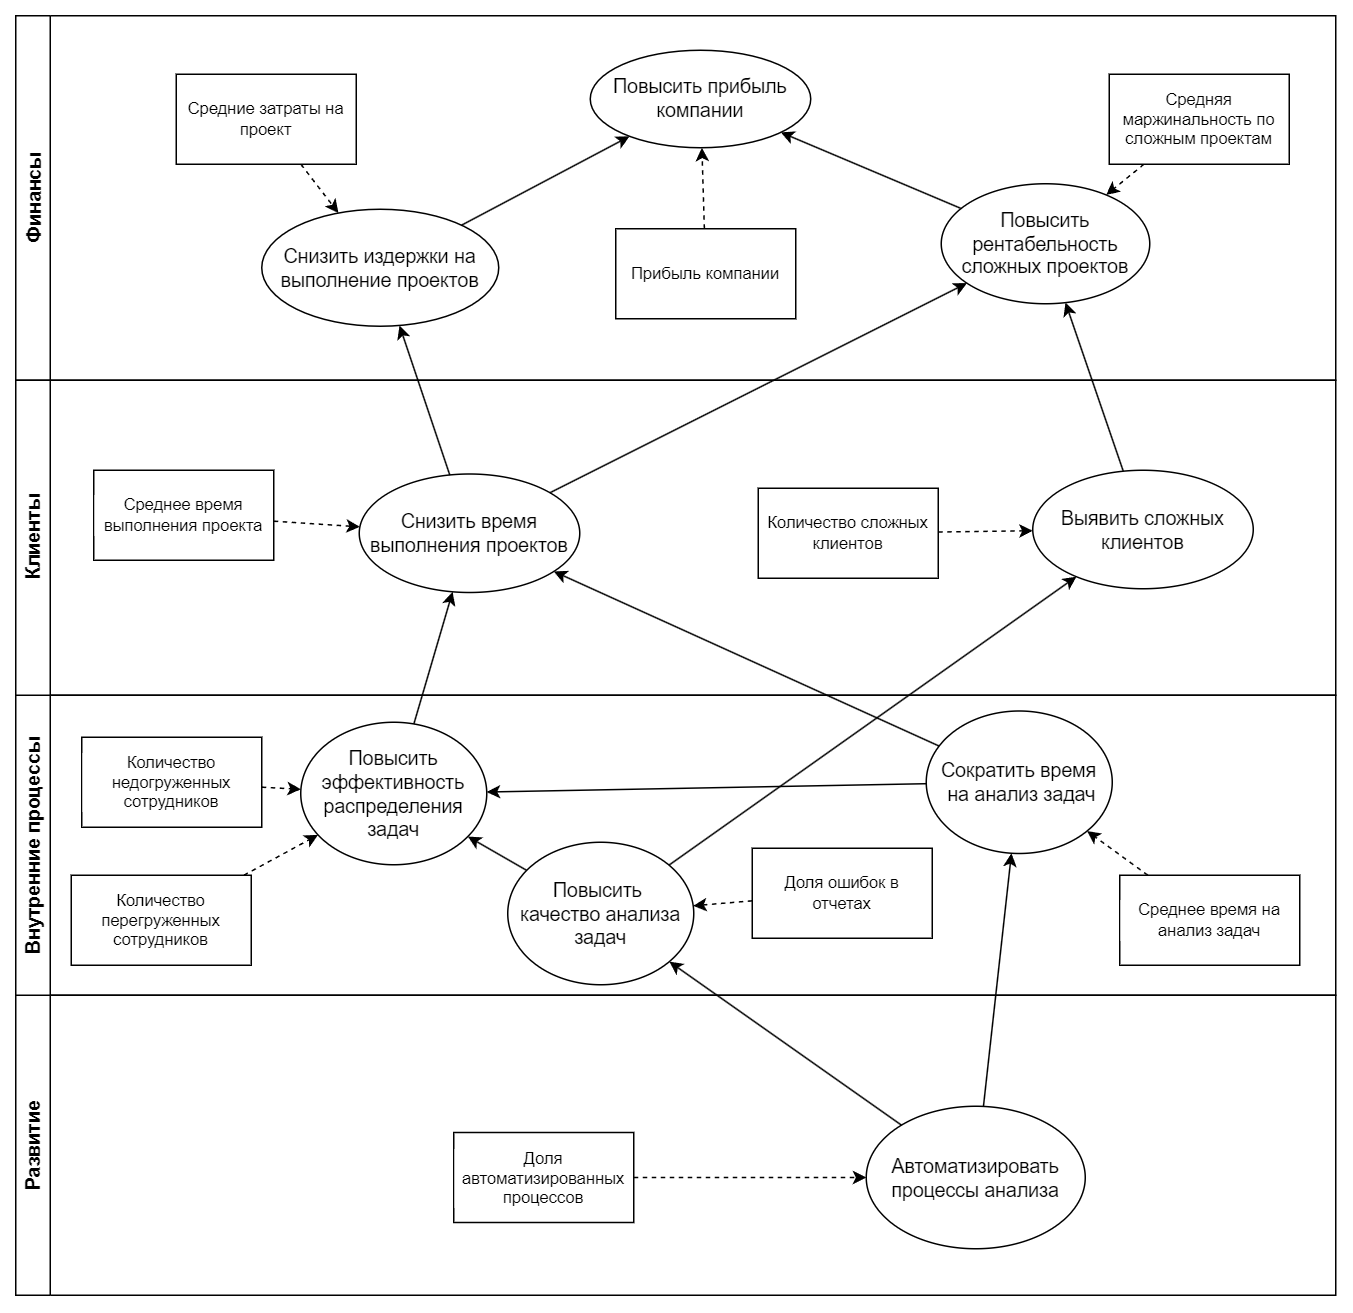 Финансы
Средние затраты на
проект
Повысить прибыль
компании
Средняя
маржинальность по
сложным проектам
Снизить издержки на
выполнение проектов
Прибыль компании
Повысить
рентабельность
сложных проектов
Клиенты
Среднее время
выполнения проекта
Снизить время
выполнения проектов
Количество сложных
клиентов
Выявить сложных
клиентов
Внутренние процессы
Количество
недогруженных
сотрудников
Повысить
эффективность
распределения
задач
Сократить время
на анализ задач
Количество
перегруженных
сотрудников
Повысить
качество анализа
задач
Доля ошибок в
отчетах
Среднее время на
анализ задач
Развитие
Доля
автоматизированных
процессов
Автоматизировать
процессы анализа